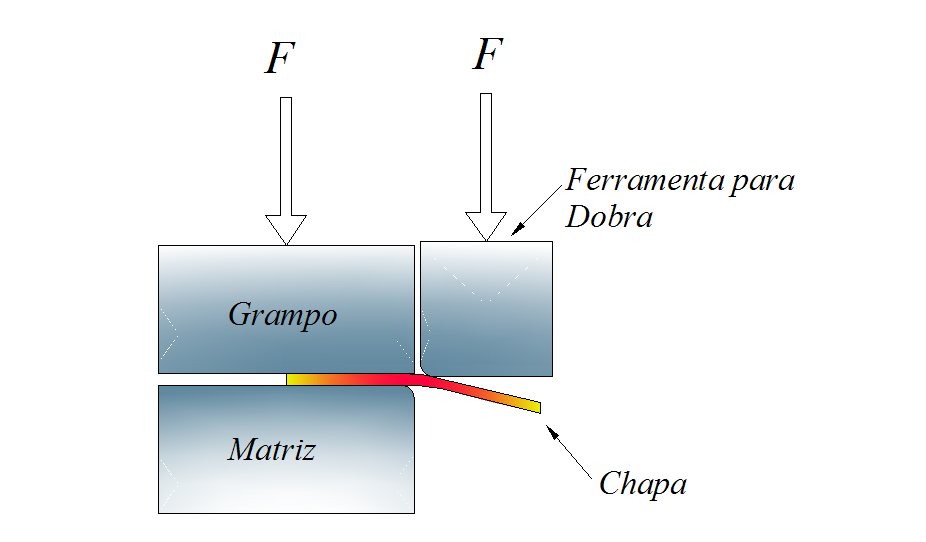 F
F
Ferramenta para
Dobra
Grampo
Matriz
Chapa